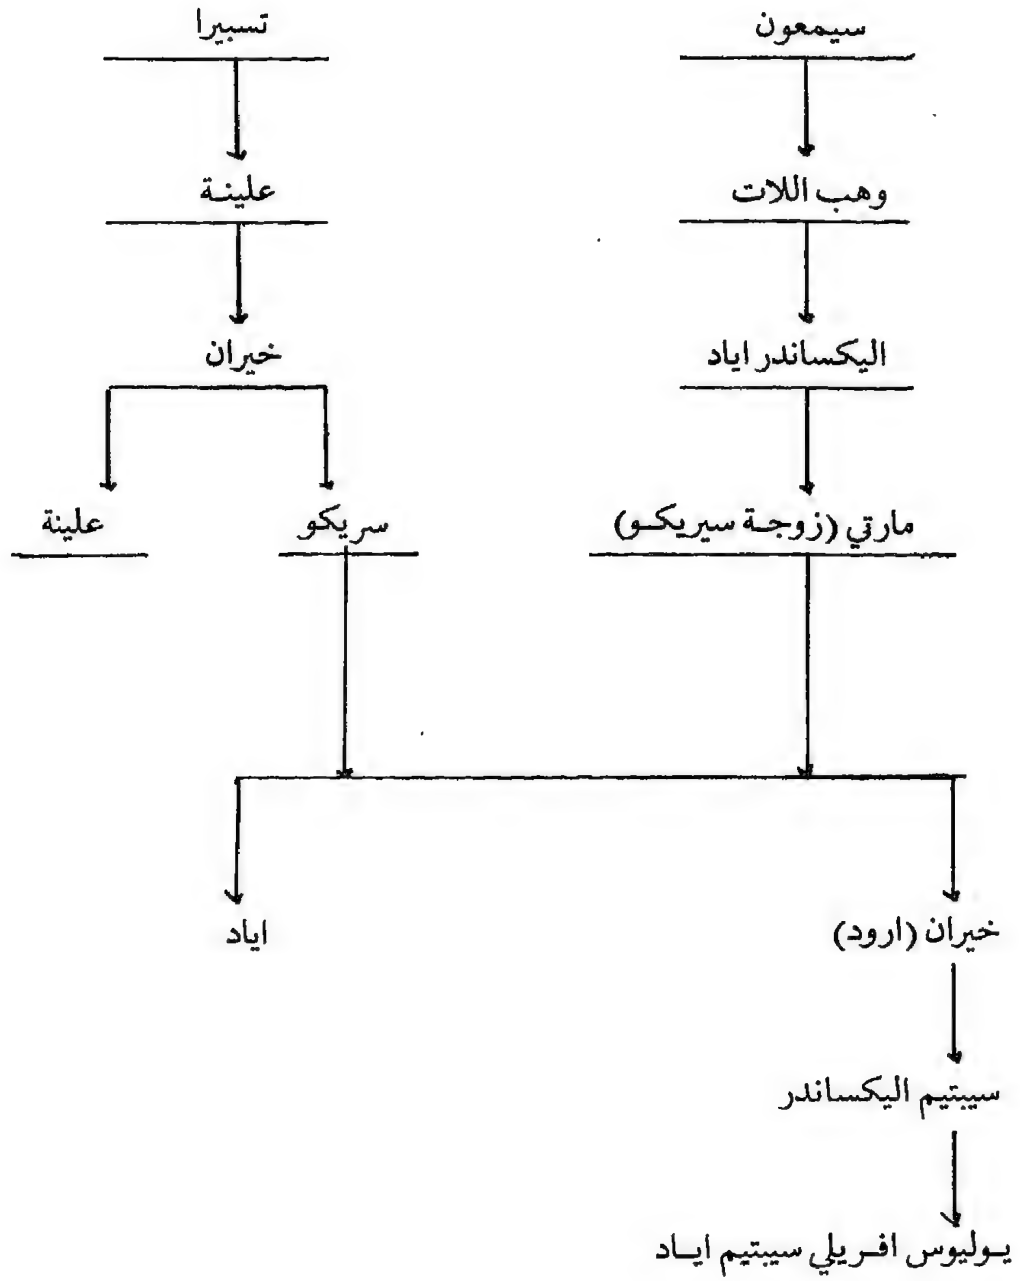 سيمعون
تسبيرا
وهب اللات
علينة
اليكساندر اياد
خيران
مارتي (زوجة سيريكو)
سريكو
علينة
خيران (ارود)
اياد
سيبتيم اليكساندر
يوليوس افريلي سيبتيم اياد